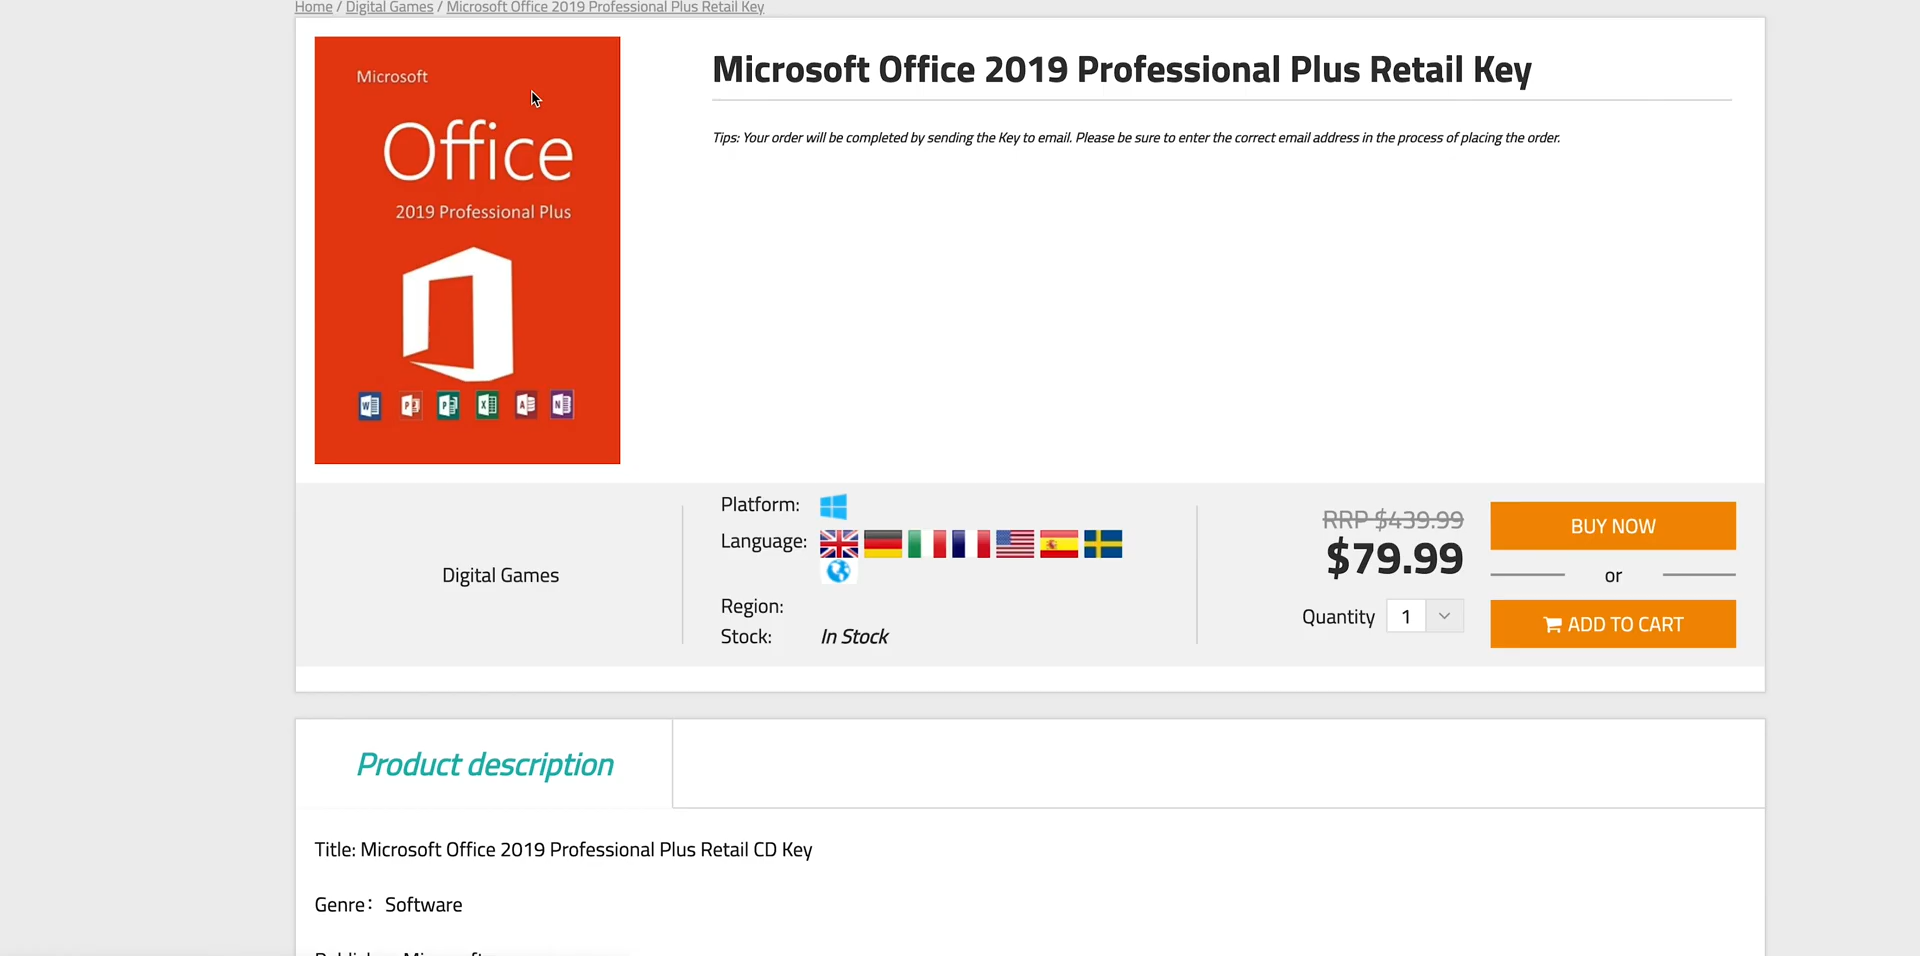 Home / Digital Games / Microsoft Office 2019 Professional Plus Retail Key
Microsoft
Office
2019 Professional Plus
W P P X A N
Microsoft Office 2019 Professional Plus Retail Key
Tips: Your order will be completed by sending the Key to email. Please be sure to enter the correct email address in the process of placing the order.
Digital Games
Platform:
Language:
Region:
Stock: In Stock
RRP $439.99
$79.99
Quantity 1
BUY NOW
or
ADD TO CART
Product description
Title: Microsoft Office 2019 Professional Plus Retail CD Key
Genre： Software